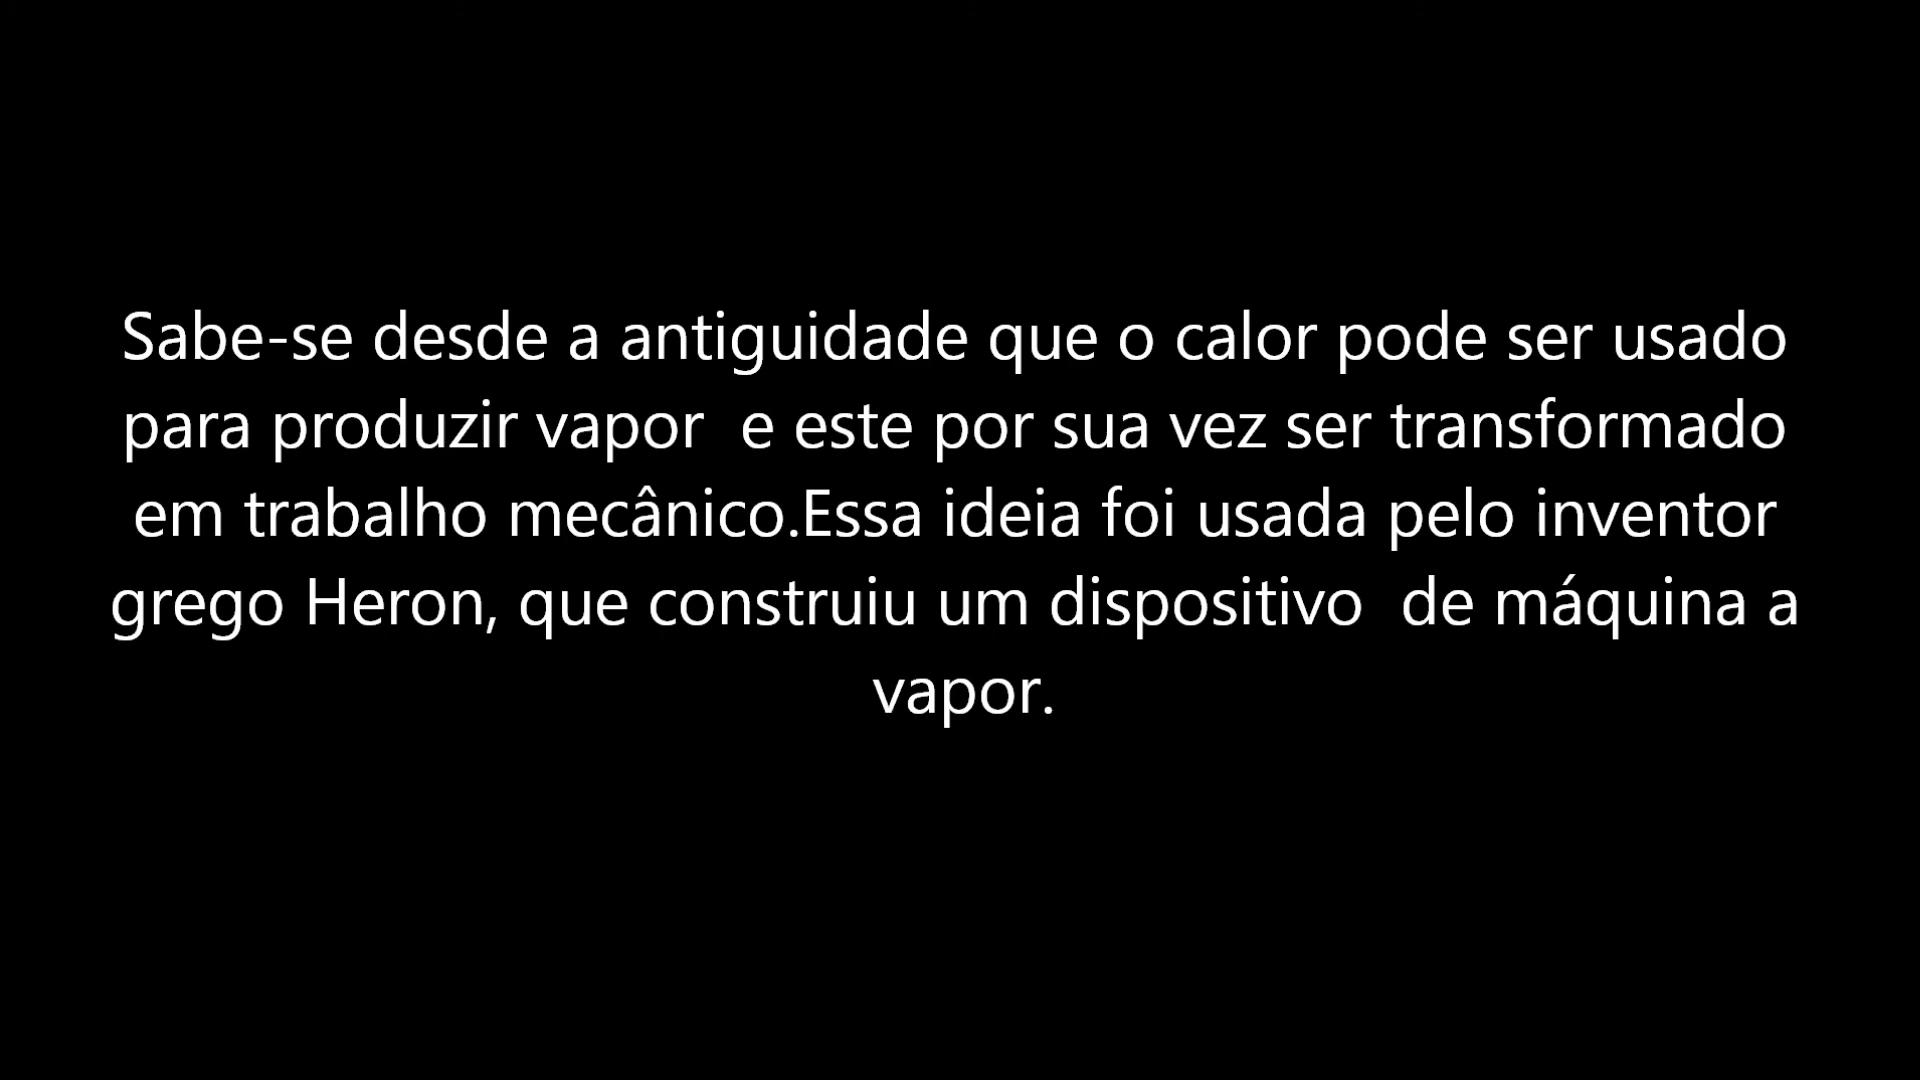 Sabe-se desde a antiguidade que o calor pode ser usado
para produzir vapor  e este por sua vez ser transformado
em trabalho mecânico.Essa ideia foi usada pelo inventor
grego Heron, que construiu um dispositivo  de máquina a
vapor.